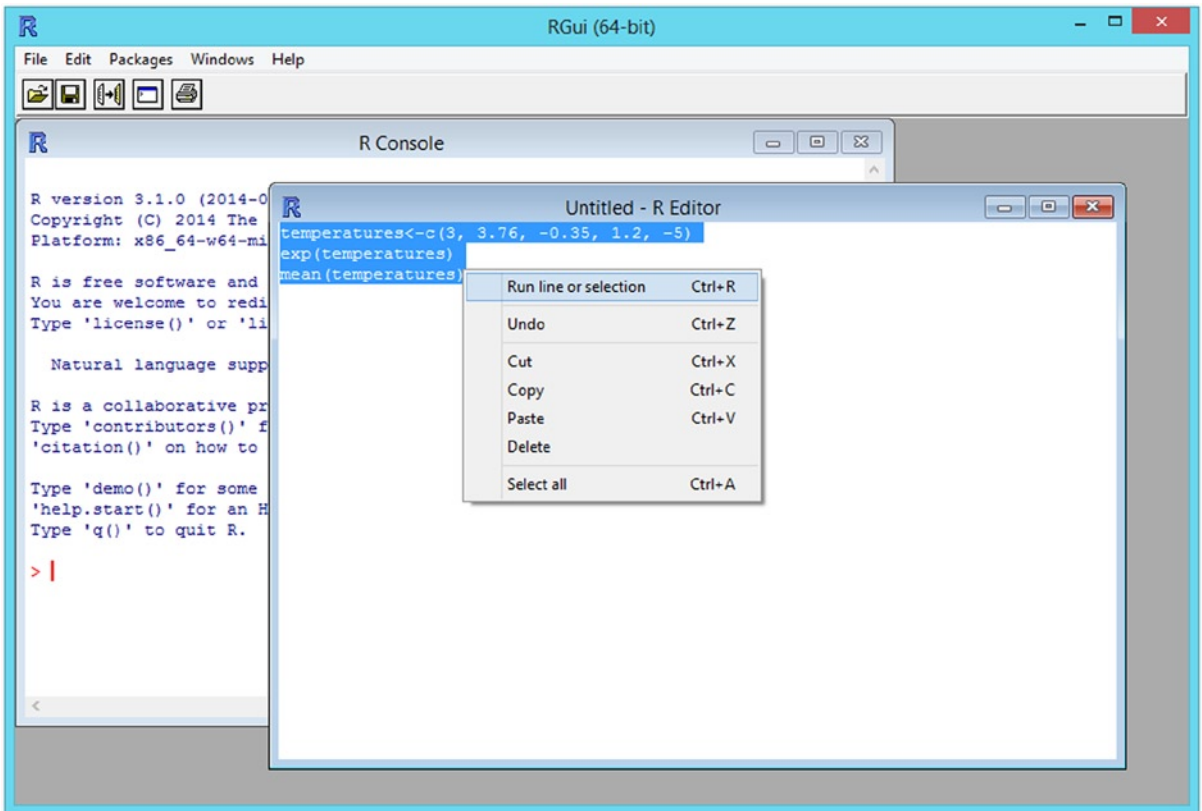 RGui (64-bit)
File Edit Packages Windows Help
R Console
R version 3.1.0 (2014-0
Copyright (C) 2014 The
Platform: x86_64-w64-mi
R is free software and
You are welcome to redi
Type 'license()' or 'li
Natural language supp
R is a collaborative pr
Type 'contributors()' f
'citation()' on how to
Type 'demo()' for some
'help.start()' for an H
Type 'q()' to quit R.
>
Untitled - R Editor
temperatures<-c(3, 3.76, -0.35, 1.2, -5)
exp(temperatures)
mean(temperatures)
Run line or selection Ctrl+R
Undo Ctrl+Z
Cut Ctrl+X
Copy Ctrl+C
Paste Ctrl+V
Delete
Select all Ctrl+A